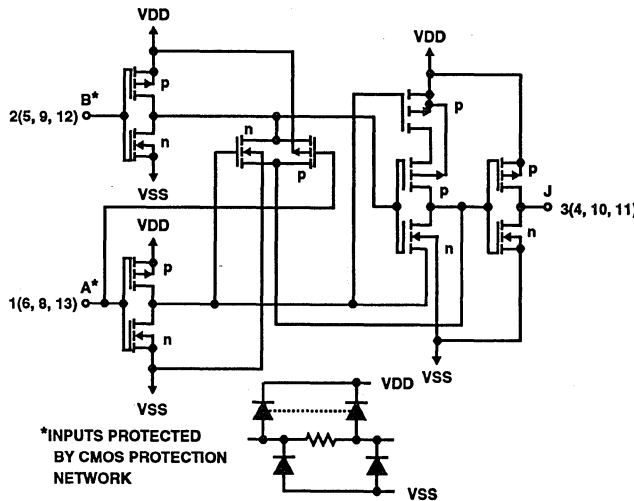 VDD
p
B*
2(5, 9, 12)
n
VSS
VDD
p
A*
1(6, 8, 13)
n
VSS
n
p
VDD
p
p
n
VSS
p
J
3(4, 10, 11)
n
VDD
VSS
*INPUTS PROTECTED
BY CMOS PROTECTION
NETWORK